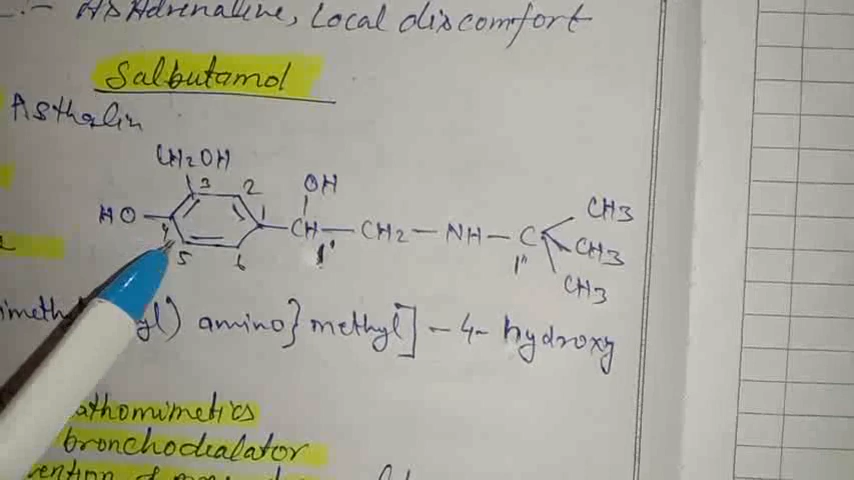 As Adrenaline, Local discomfort
Salbutamol
Asthalin
CH2OH
OH
3 2
HO 4 1 CH CH2 NH C CH3
1' 1" CH3
5 6 CH3
amino} methyl] - 4- hydroxy
bronchodealator